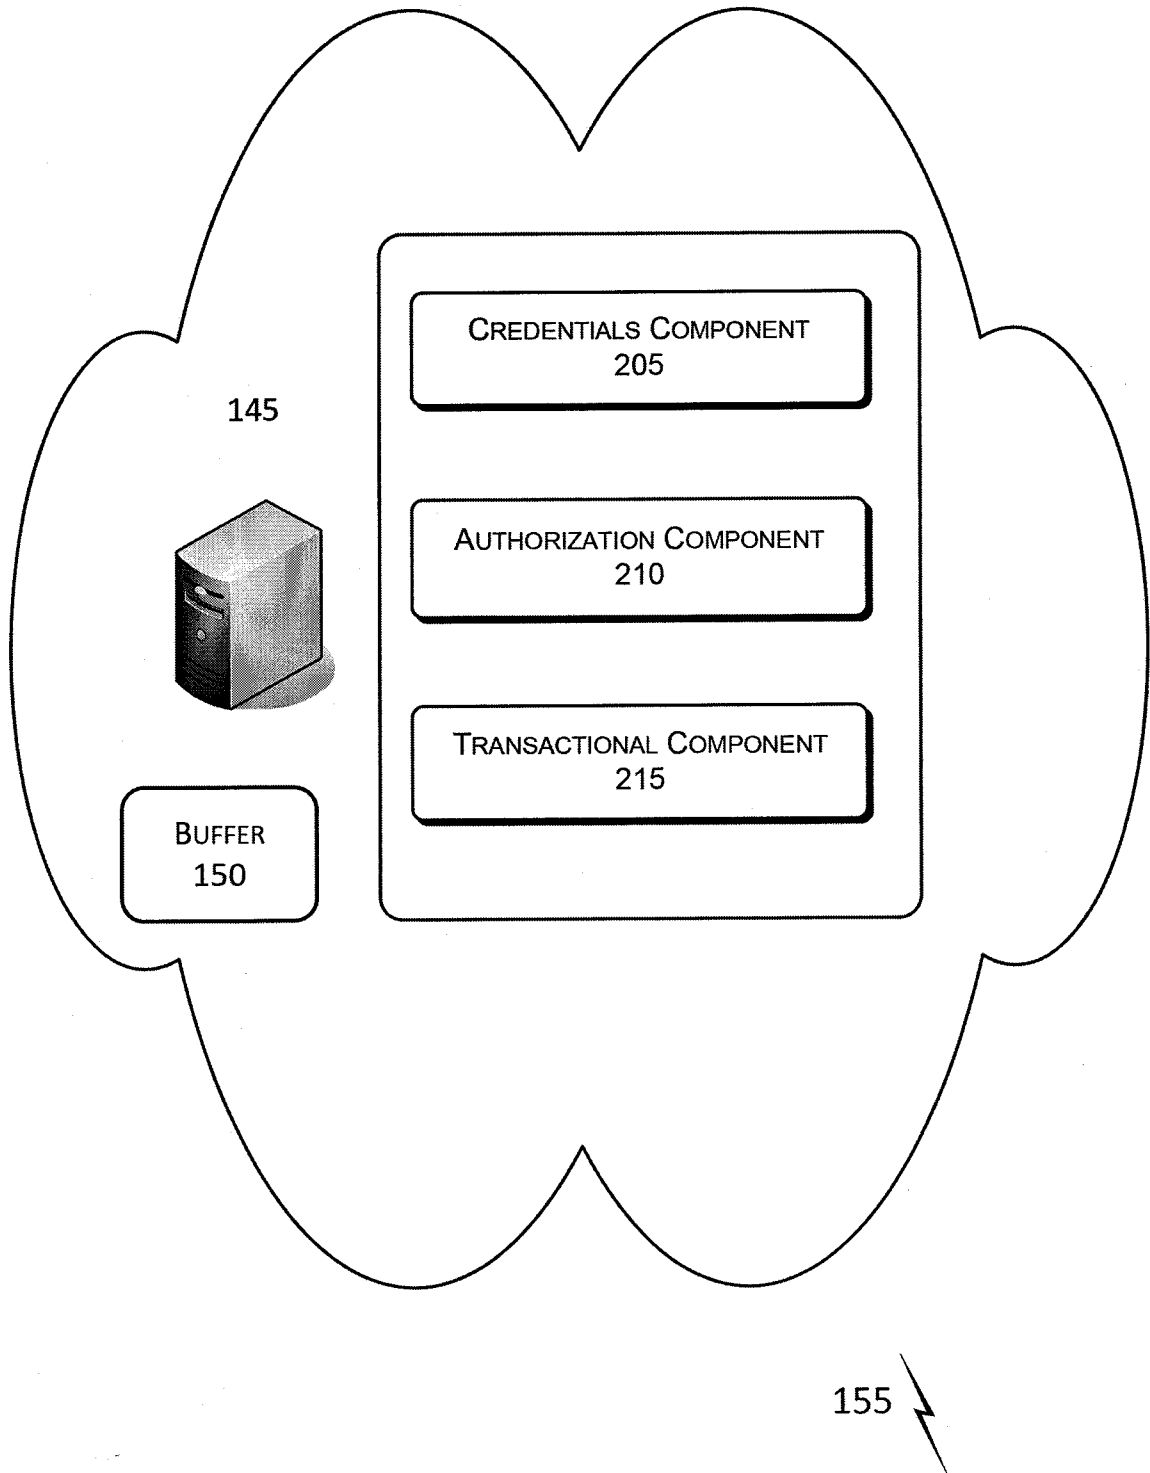 CREDENTIALS COMPONENT
205
145
AUTHORIZATION COMPONENT
210
TRANSACTIONAL COMPONENT
215
BUFFER
150
155